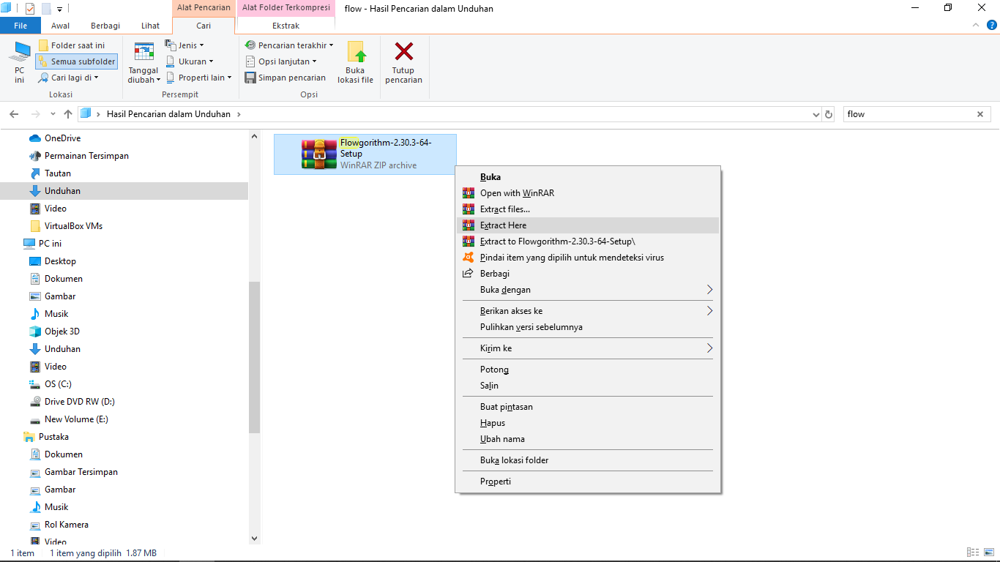 Alat Pencarian
Alat Folder Terkompresi
flow - Hasil Pencarian dalam Unduhan
File
Awal
Berbagi
Lihat
Cari
Ekstrak
PC
ini
Folder saat ini
Semua subfolder
Cari lagi di
Lokasi
Tanggal
diubah
Jenis
Ukuran
Properti lain
Persempit
Pencarian terakhir
Opsi lanjutan
Simpan pencarian
Buka
lokasi file
Opsi
Tutup
pencarian
Hasil Pencarian dalam Unduhan
flow
OneDrive
Permainan Tersimpan
Tautan
Unduhan
Video
VirtualBox VMs
PC ini
Desktop
Dokumen
Gambar
Musik
Objek 3D
Unduhan
Video
OS (C:)
Drive DVD RW (D:)
New Volume (E:)
Pustaka
Dokumen
Gambar Tersimpan
Gambar
Musik
Rol Kamera
Video
Flowgorithm-2.30.3-64-
Setup
WinRAR ZIP archive
Buka
Open with WinRAR
Extract files...
Extract Here
Extract to Flowgorithm-2.30.3-64-Setup\
Pindai item yang dipilih untuk mendeteksi virus
Berbagi
Buka dengan
Berikan akses ke
Pulihkan versi sebelumnya
Kirim ke
Potong
Salin
Buat pintasan
Hapus
Ubah nama
Buka lokasi folder
Properti
1 item
1 item yang dipilih 1.87 MB